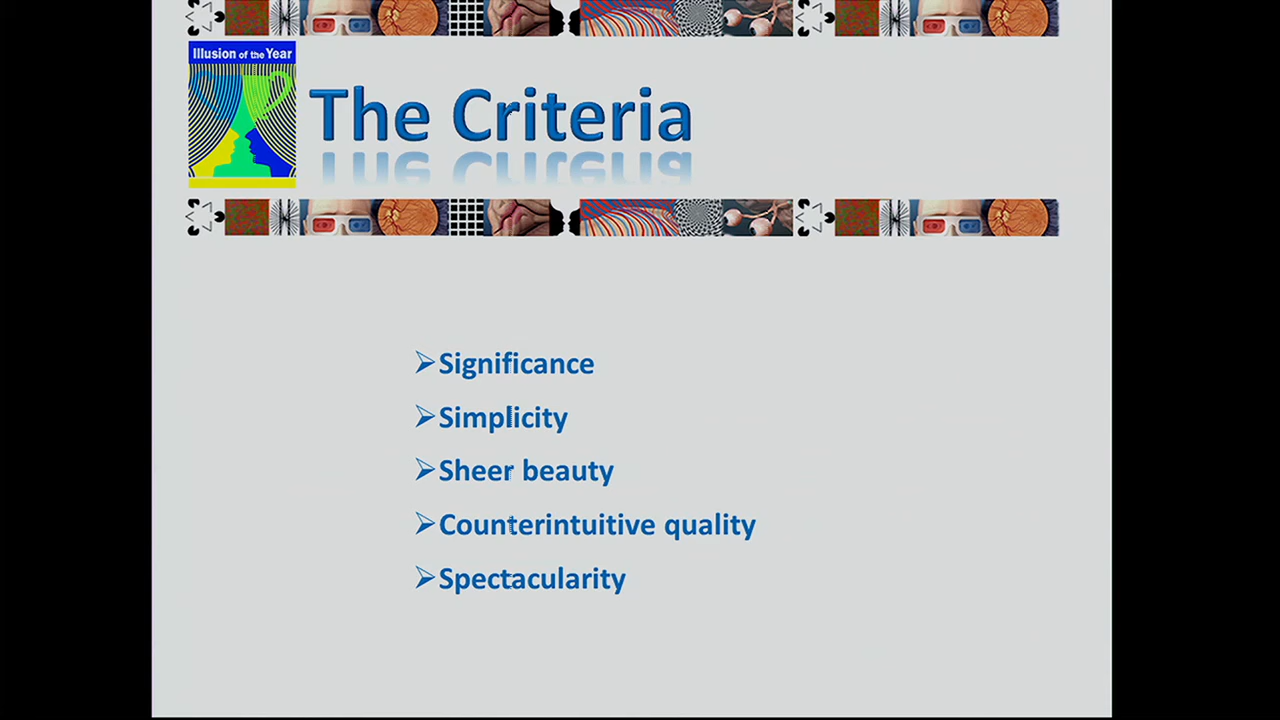 Illusion of the Year
The Criteria
Significance
Simplicity
Sheer beauty
Counterintuitive quality
Spectacularity